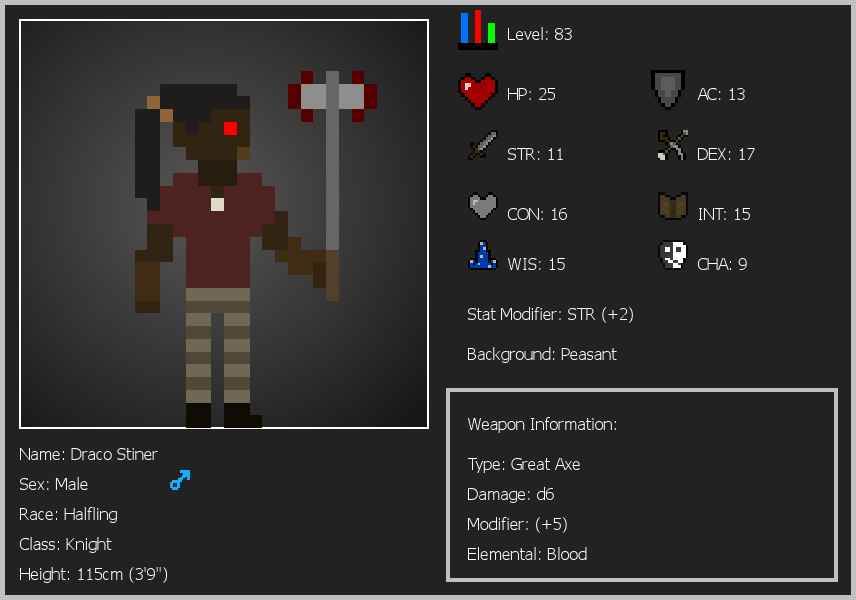 Level: 83
HP: 25
AC: 13
STR: 11
DEX: 17
CON: 16
INT: 15
WIS: 15
CHA: 9
Stat Modifier: STR (+2)
Background: Peasant
Weapon Information:
Type: Great Axe
Damage: d6
Modifier: (+5)
Elemental: Blood
Name: Draco Stiner
Sex: Male
Race: Halfling
Class: Knight
Height: 115cm (3'9")